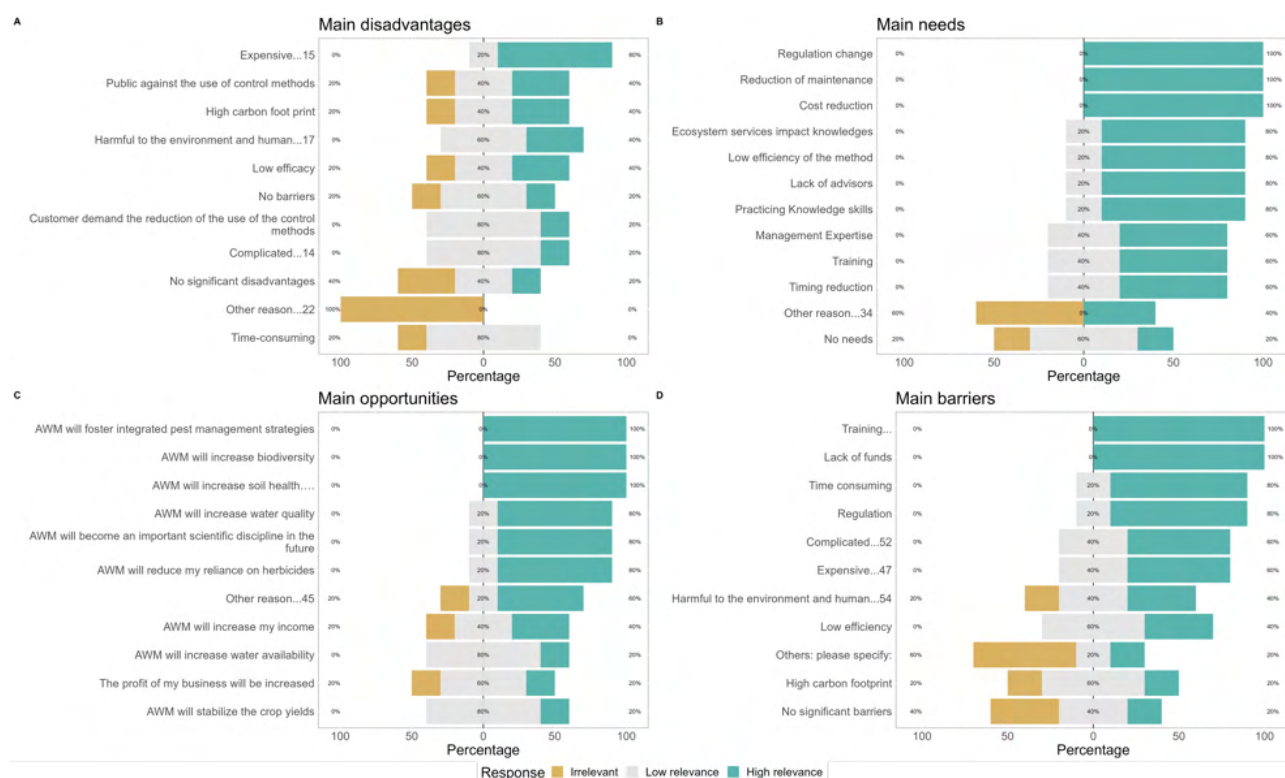 A
Main disadvantages
Expensive...15 0% 20% 80%
Public against the use of control methods 20% 40% 40%
High carbon foot print 20% 40% 40%
Harmful to the environment and human...17 0% 60% 40%
Low efficacy 20% 40% 40%
No barriers 20% 60% 20%
Customer demand the reduction of the use of the control
methods 0% 80% 20%
Complicated...14 0% 80% 20%
No significant disadvantages 40% 40% 20%
Other reason...22 100% 0% 0%
Time-consuming 20% 80% 0%
100 50 0 50 100
Percentage
B
Main needs
Regulation change 0% 0% 100%
Reduction of maintenance 0% 0% 100%
Cost reduction 0% 0% 100%
Ecosystem services impact knowledges 0% 20% 80%
Low efficiency of the method 0% 20% 80%
Lack of advisors 0% 20% 80%
Practicing Knowledge skills 0% 20% 80%
Management Expertise 0% 40% 60%
Training 0% 40% 60%
Timing reduction 0% 40% 60%
Other reason...34 60% 0% 40%
No needs 20% 60% 20%
100 50 0 50 100
Percentage
C
Main opportunities
AWM will foster integrated pest management strategies 0% 0% 100%
AWM will increase biodiversity 0% 0% 100%
AWM will increase soil health.... 0% 0% 100%
AWM will increase water quality 0% 20% 80%
AWM will become an important scientific discipline in the
future 0% 20% 80%
AWM will reduce my reliance on herbicides 0% 20% 80%
Other reason...45 20% 20% 60%
AWM will increase my income 20% 40% 40%
AWM will increase water availability 0% 80% 20%
The profit of my business will be increased 20% 60% 20%
AWM will stabilize the crop yields 0% 80% 20%
100 50 0 50 100
Percentage
D
Main barriers
Training... 0% 0% 100%
Lack of funds 0% 0% 100%
Time consuming 0% 20% 80%
Regulation 0% 20% 80%
Complicated...52 0% 40% 60%
Expensive...47 0% 40% 60%
Harmful to the environment and human...54 20% 40% 40%
Low efficiency 0% 60% 40%
Others: please specify: 60% 20% 20%
High carbon footprint 20% 60% 20%
No significant barriers 40% 40% 20%
100 50 0 50 100
Percentage
Response Irrelevant Low relevance High relevance